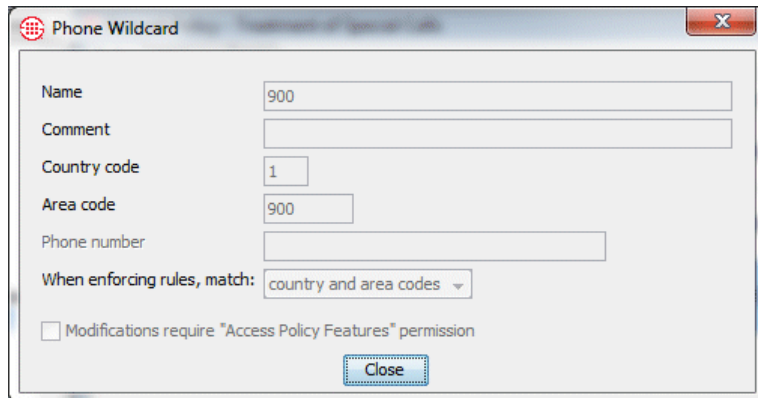 Phone Wildcard
Name 900
Comment
Country code 1
Area code 900
Phone number
When enforcing rules, match: country and area codes
Modifications require "Access Policy Features" permission
Close